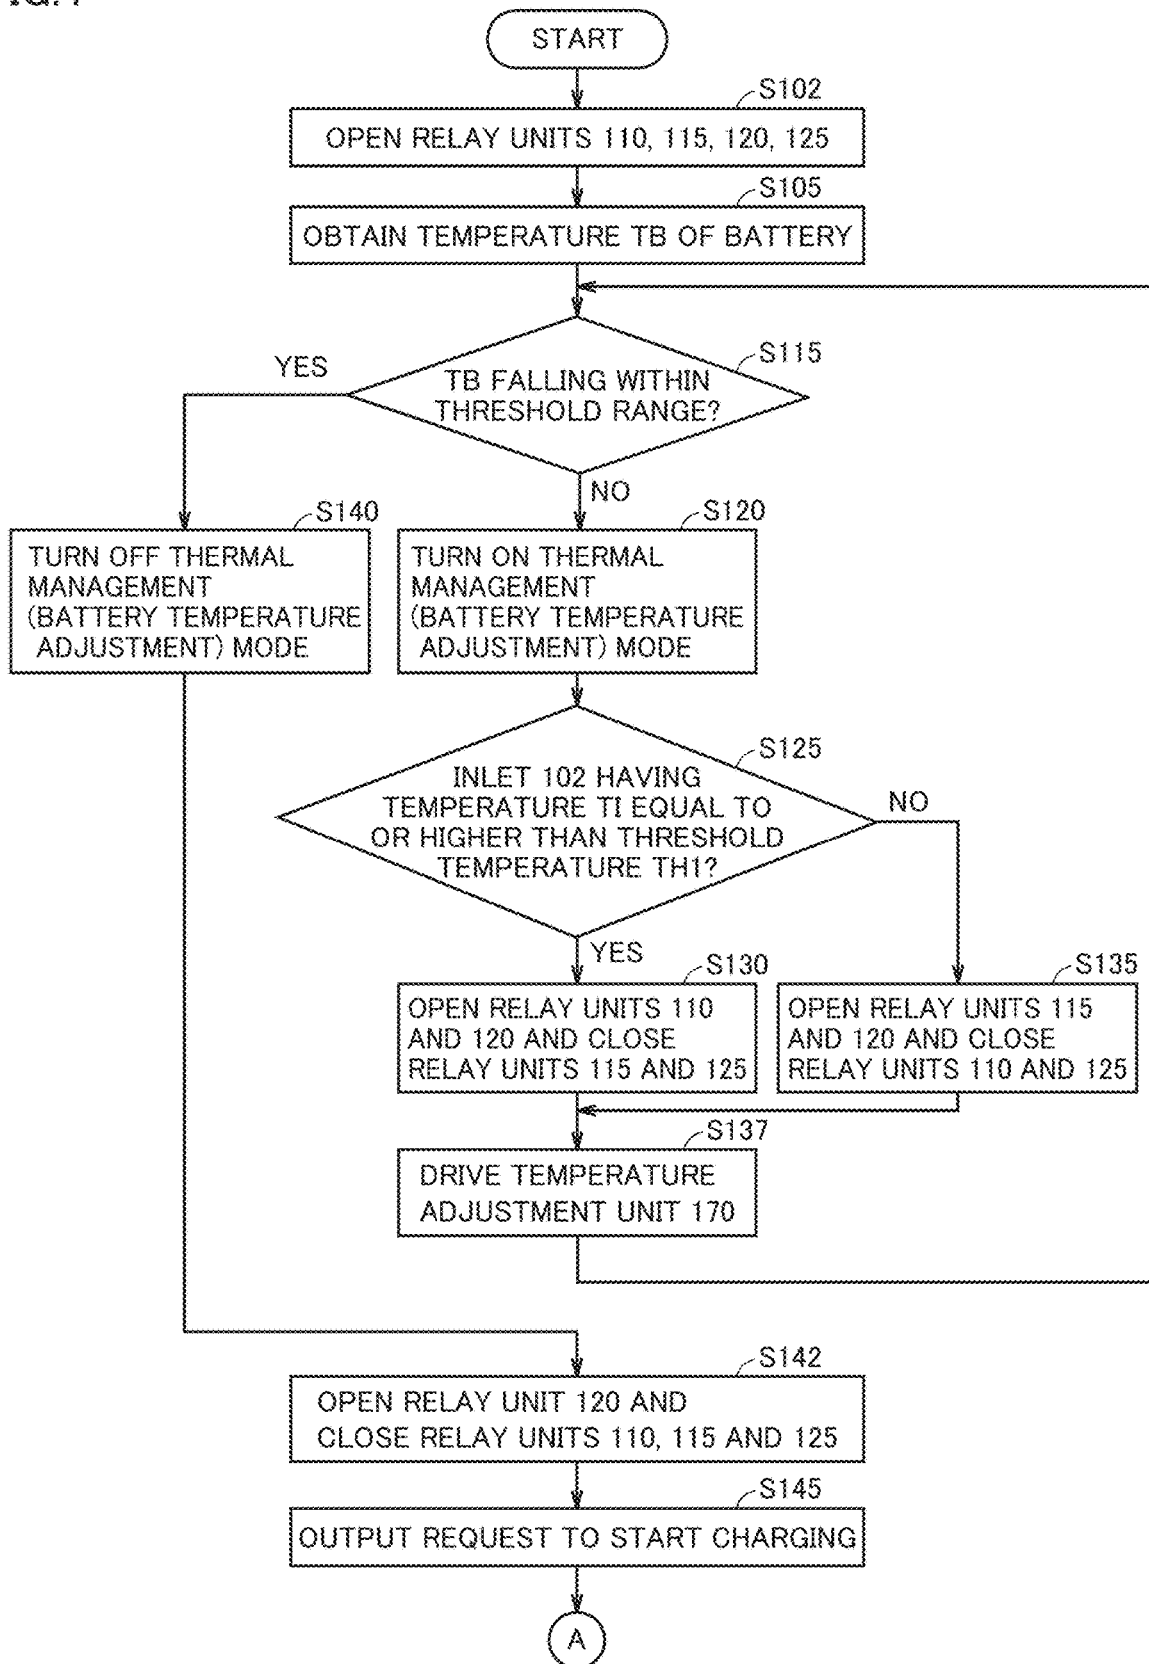 START
S102
OPEN RELAY UNITS 110, 115, 120, 125
S105
OBTAIN TEMPERATURE TB OF BATTERY
S115
YES
TB FALLING WITHIN
THRESHOLD RANGE?
NO
S140
TURN OFF THERMAL
MANAGEMENT
(BATTERY TEMPERATURE
ADJUSTMENT) MODE
S120
TURN ON THERMAL
MANAGEMENT
(BATTERY TEMPERATURE
ADJUSTMENT) MODE
S125
INLET 102 HAVING
TEMPERATURE TI EQUAL TO
OR HIGHER THAN THRESHOLD
TEMPERATURE TH1?
NO
YES
S130
OPEN RELAY UNITS 110
AND 120 AND CLOSE
RELAY UNITS 115 AND 125
S135
OPEN RELAY UNITS 115
AND 120 AND CLOSE
RELAY UNITS 110 AND 125
S137
DRIVE TEMPERATURE
ADJUSTMENT UNIT 170
S142
OPEN RELAY UNIT 120 AND
CLOSE RELAY UNITS 110, 115 AND 125
S145
OUTPUT REQUEST TO START CHARGING
A